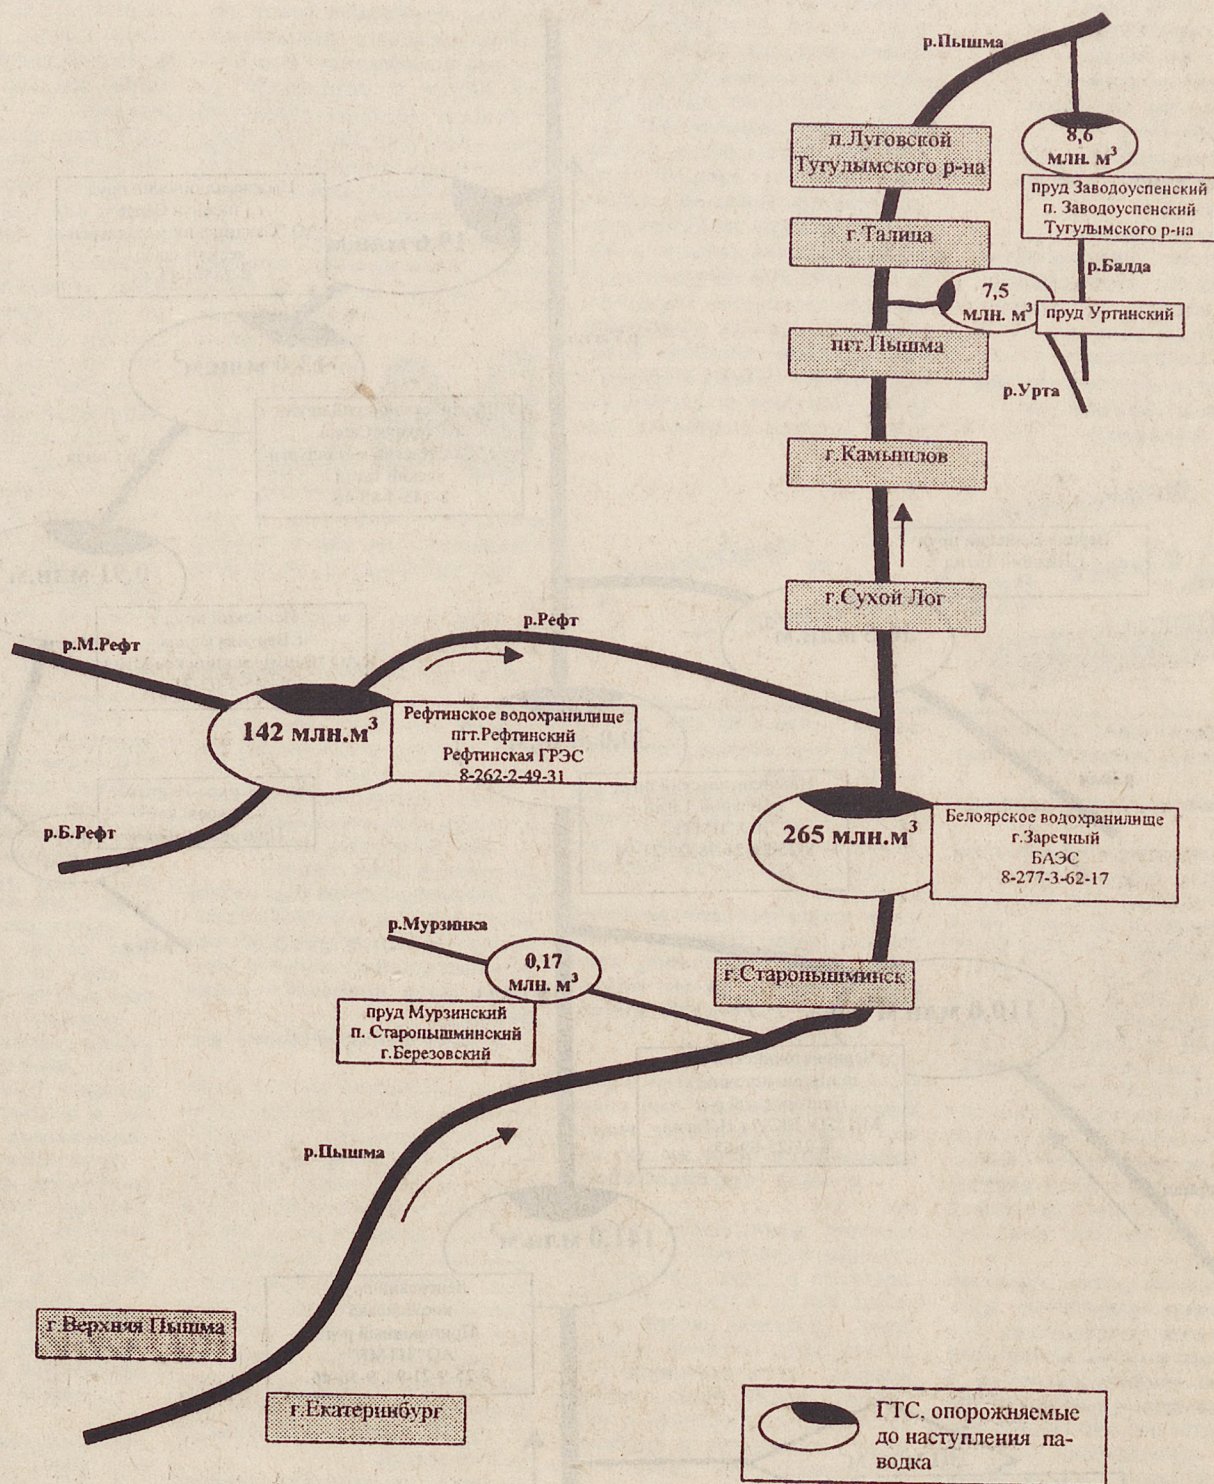 р.Пышма
п.Луговской
Тугулымского р-на
8,6
млн. м³
пруд Заводоуспенский
п. Заводоуспенский
Тугулымского р-на
г.Талица
р.Балда
7,5
млн. м³
пруд Уртинский
пгт.Пышма
р.Урта
г.Камышлов
г.Сухой Лог
р.Рефт
р.М.Рефт
142 млн.м³
Рефтинское водохранилище
пгт.Рефтинский
Рефтинская ГРЭС
8-262-2-49-31
р.Б.Рефт
265 млн.м³
Белоярское водохранилище
г.Заречный
БАЭС
8-277-3-62-17
р.Мурзинка
0,17
млн. м³
г.Старопышминск
пруд Мурзинский
п. Старопышминский
г.Березовский
р.Пышма
г.Верхняя Пышма
г.Екатеринбург
ГТС, опорожняемые
до наступления па-
водка